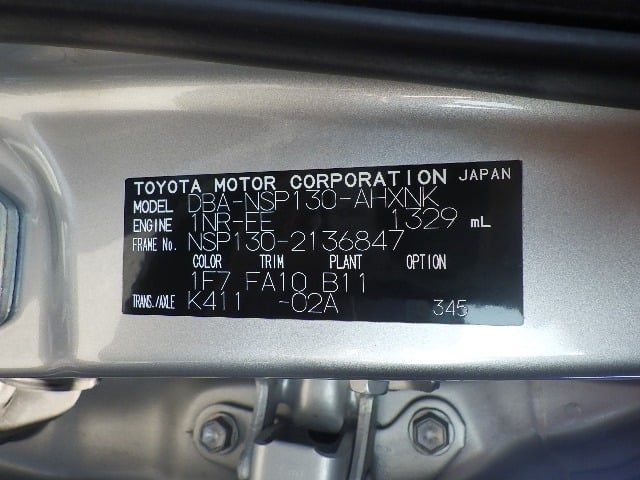 TOYOTA MOTOR CORPORATION JAPAN
MODEL DBA-NSP130-AHXNK
ENGINE 1NR-FE 1329 mL
FRAME No. NSP130-2136847
COLOR TRIM PLANT OPTION
1F7 FA10 B11
TRANS./AXLE K411 -02A 345